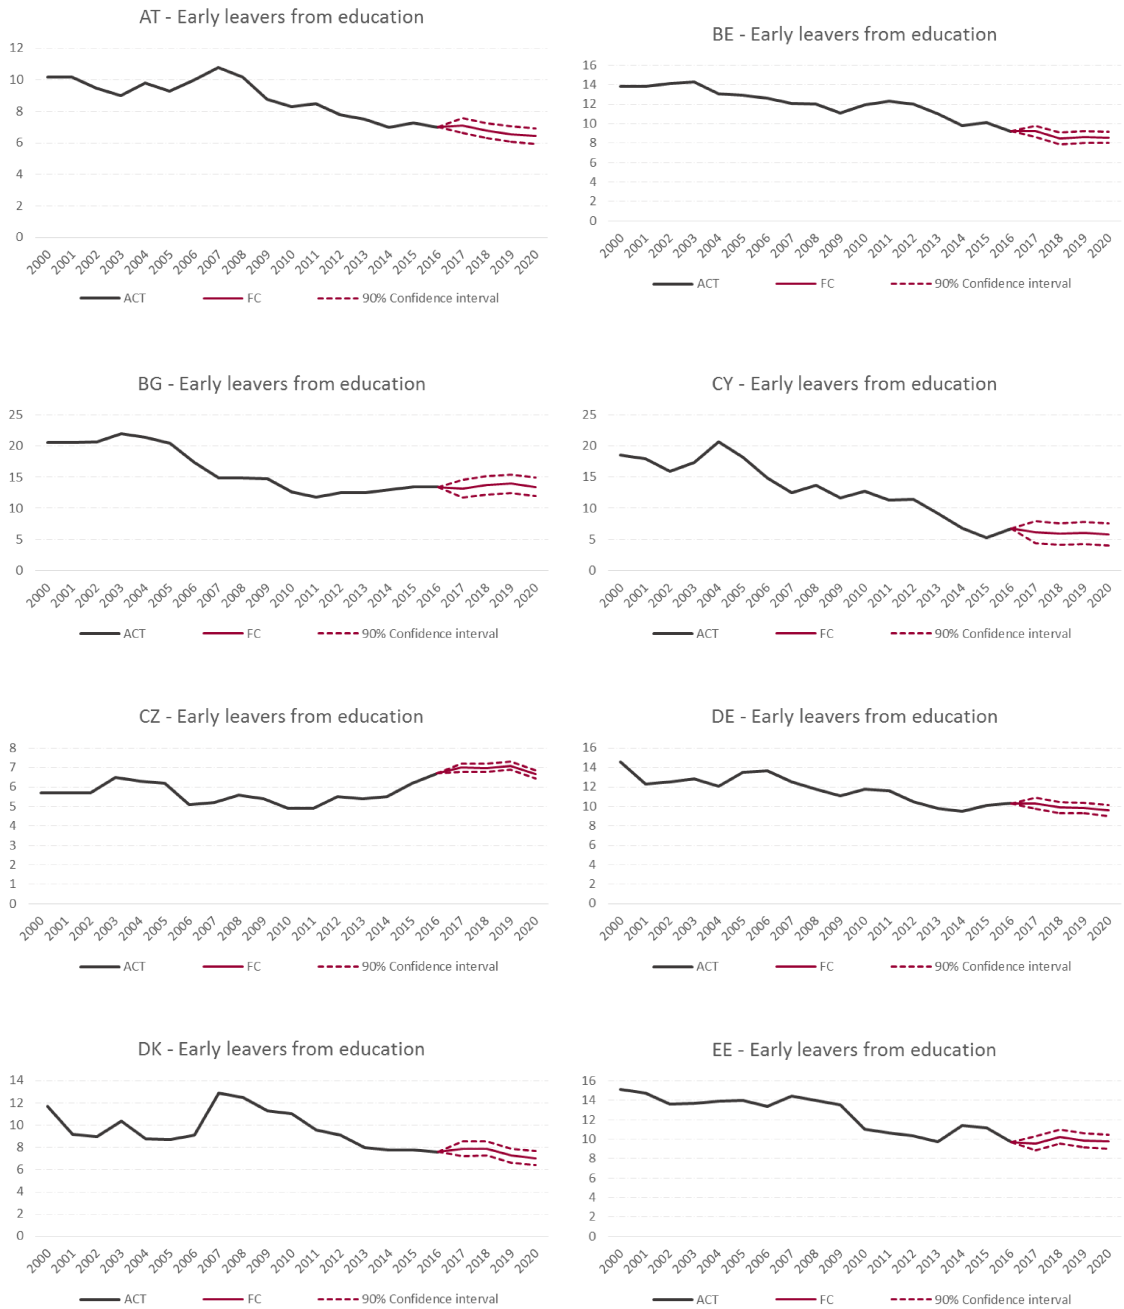 AT - Early leavers from education
12
10
8
6
4
2
0
2000 2001 2002 2003 2004 2005 2006 2007 2008 2009 2010 2011 2012 2013 2014 2015 2016 2017 2018 2019 2020
ACT FC 90% Confidence interval
BE - Early leavers from education
16
14
12
10
8
6
4
2
0
2000 2001 2002 2003 2004 2005 2006 2007 2008 2009 2010 2011 2012 2013 2014 2015 2016 2017 2018 2019 2020
ACT FC 90% Confidence interval
BG - Early leavers from education
25
20
15
10
5
0
2000 2001 2002 2003 2004 2005 2006 2007 2008 2009 2010 2011 2012 2013 2014 2015 2016 2017 2018 2019 2020
ACT FC 90% Confidence interval
CY - Early leavers from education
25
20
15
10
5
0
2000 2001 2002 2003 2004 2005 2006 2007 2008 2009 2010 2011 2012 2013 2014 2015 2016 2017 2018 2019 2020
ACT FC 90% Confidence interval
CZ - Early leavers from education
8
7
6
5
4
3
2
1
0
2000 2001 2002 2003 2004 2005 2006 2007 2008 2009 2010 2011 2012 2013 2014 2015 2016 2017 2018 2019 2020
ACT FC 90% Confidence interval
DE - Early leavers from education
16
14
12
10
8
6
4
2
0
2000 2001 2002 2003 2004 2005 2006 2007 2008 2009 2010 2011 2012 2013 2014 2015 2016 2017 2018 2019 2020
ACT FC 90% Confidence interval
DK - Early leavers from education
14
12
10
8
6
4
2
0
2000 2001 2002 2003 2004 2005 2006 2007 2008 2009 2010 2011 2012 2013 2014 2015 2016 2017 2018 2019 2020
ACT FC 90% Confidence interval
EE - Early leavers from education
16
14
12
10
8
6
4
2
0
2000 2001 2002 2003 2004 2005 2006 2007 2008 2009 2010 2011 2012 2013 2014 2015 2016 2017 2018 2019 2020
ACT FC 90% Confidence interval